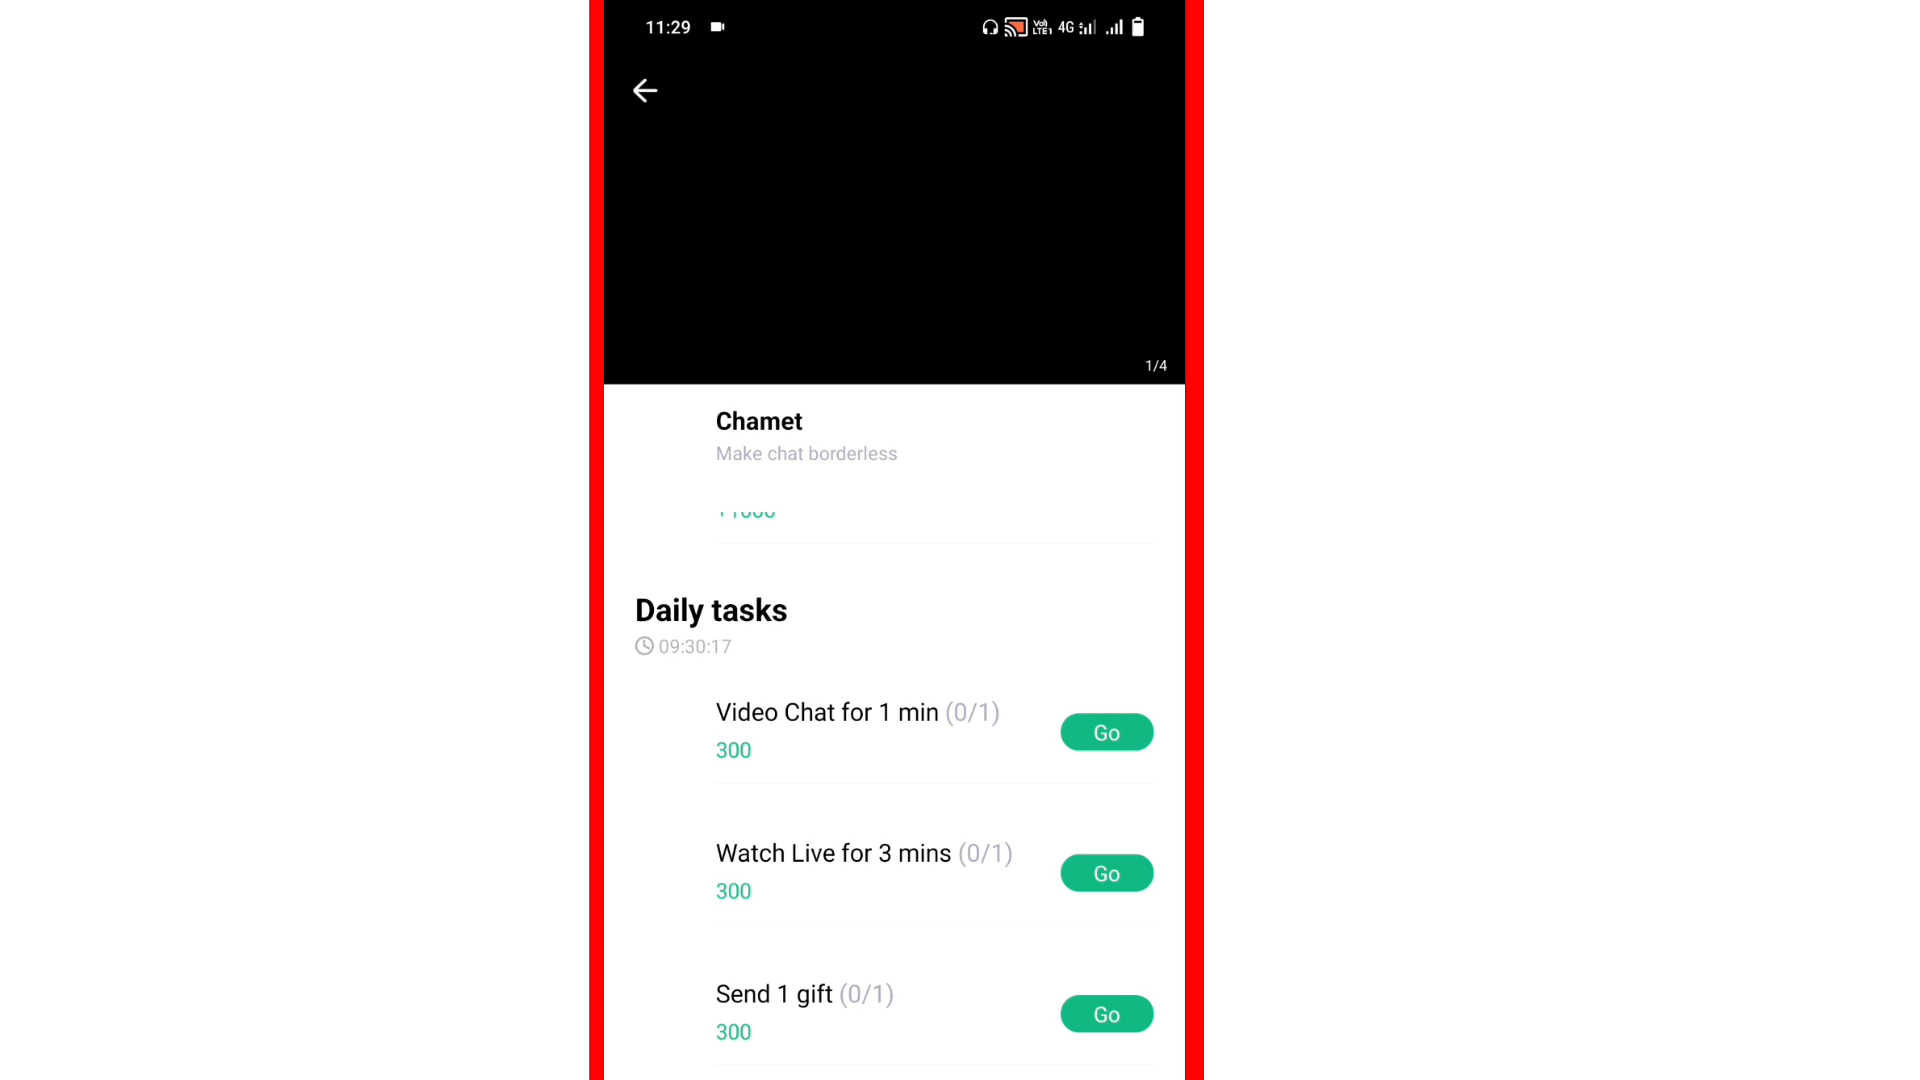 11:29
Vo)) LTE1 4G
1/4
Chamet
Make chat borderless
Daily tasks
09:30:17
Video Chat for 1 min (0/1)
Go
300
Watch Live for 3 mins (0/1)
Go
300
Send 1 gift (0/1)
Go
300